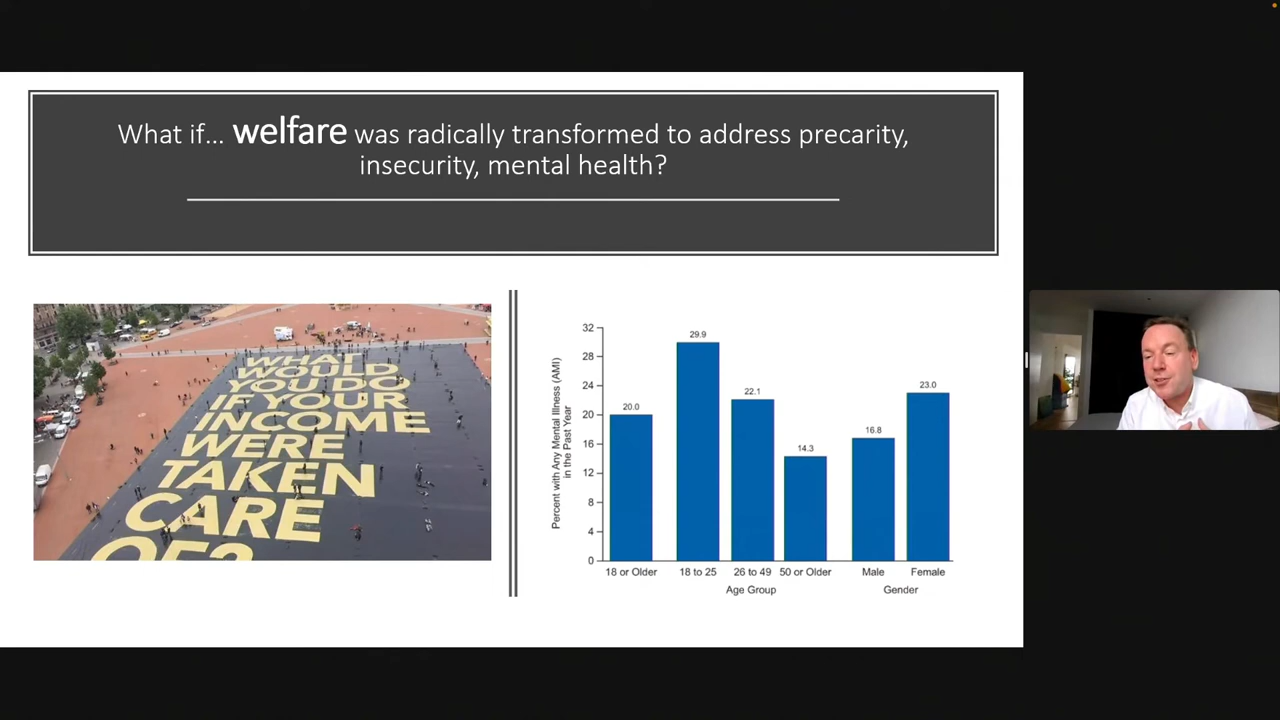 What if... welfare was radically transformed to address precarity,
insecurity, mental health?
WHAT
WOULD
YOU DO
IF YOUR
INCOME
WERE
TAKEN
CARE
OF?
Percent with Any Mental Illness (AMI)
in the Past Year
32
28
24
20
16
12
8
4
0
20.0
29.9
22.1
14.3
16.8
23.0
18 or Older
18 to 25
26 to 49
50 or Older
Male
Female
Age Group
Gender